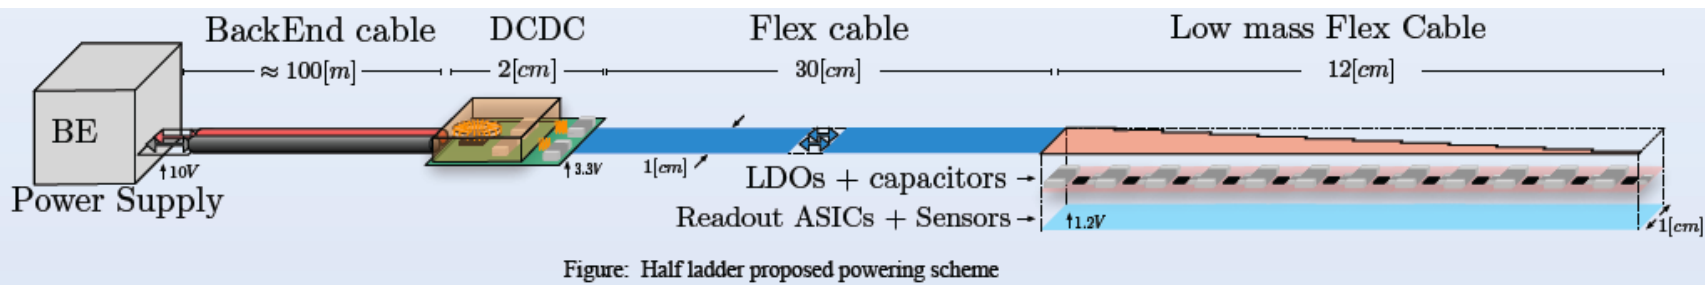 BackEnd cable DCDC Flex cable Low mass Flex Cable
≈ 100[m] 2[cm] 30[cm] 12[cm]
BE
10V 3.3V 1[cm]
LDOs + capacitors
Power Supply
Readout ASICs + Sensors 1.2V 1[cm]
Figure: Half ladder proposed powering scheme